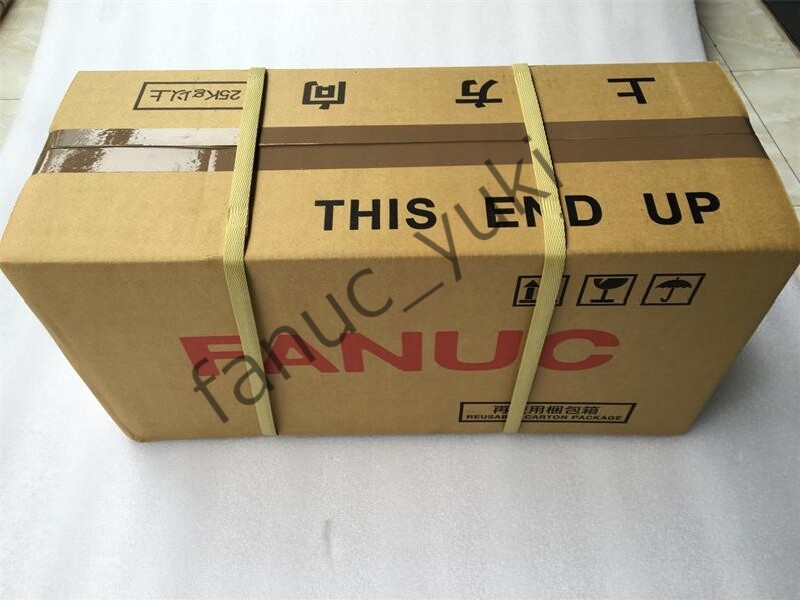 上方向
25Kg以上
THIS END UP
FANUC
再 用梱包箱
REUSABLE CARTON PACKAGE
fanuc_yuki